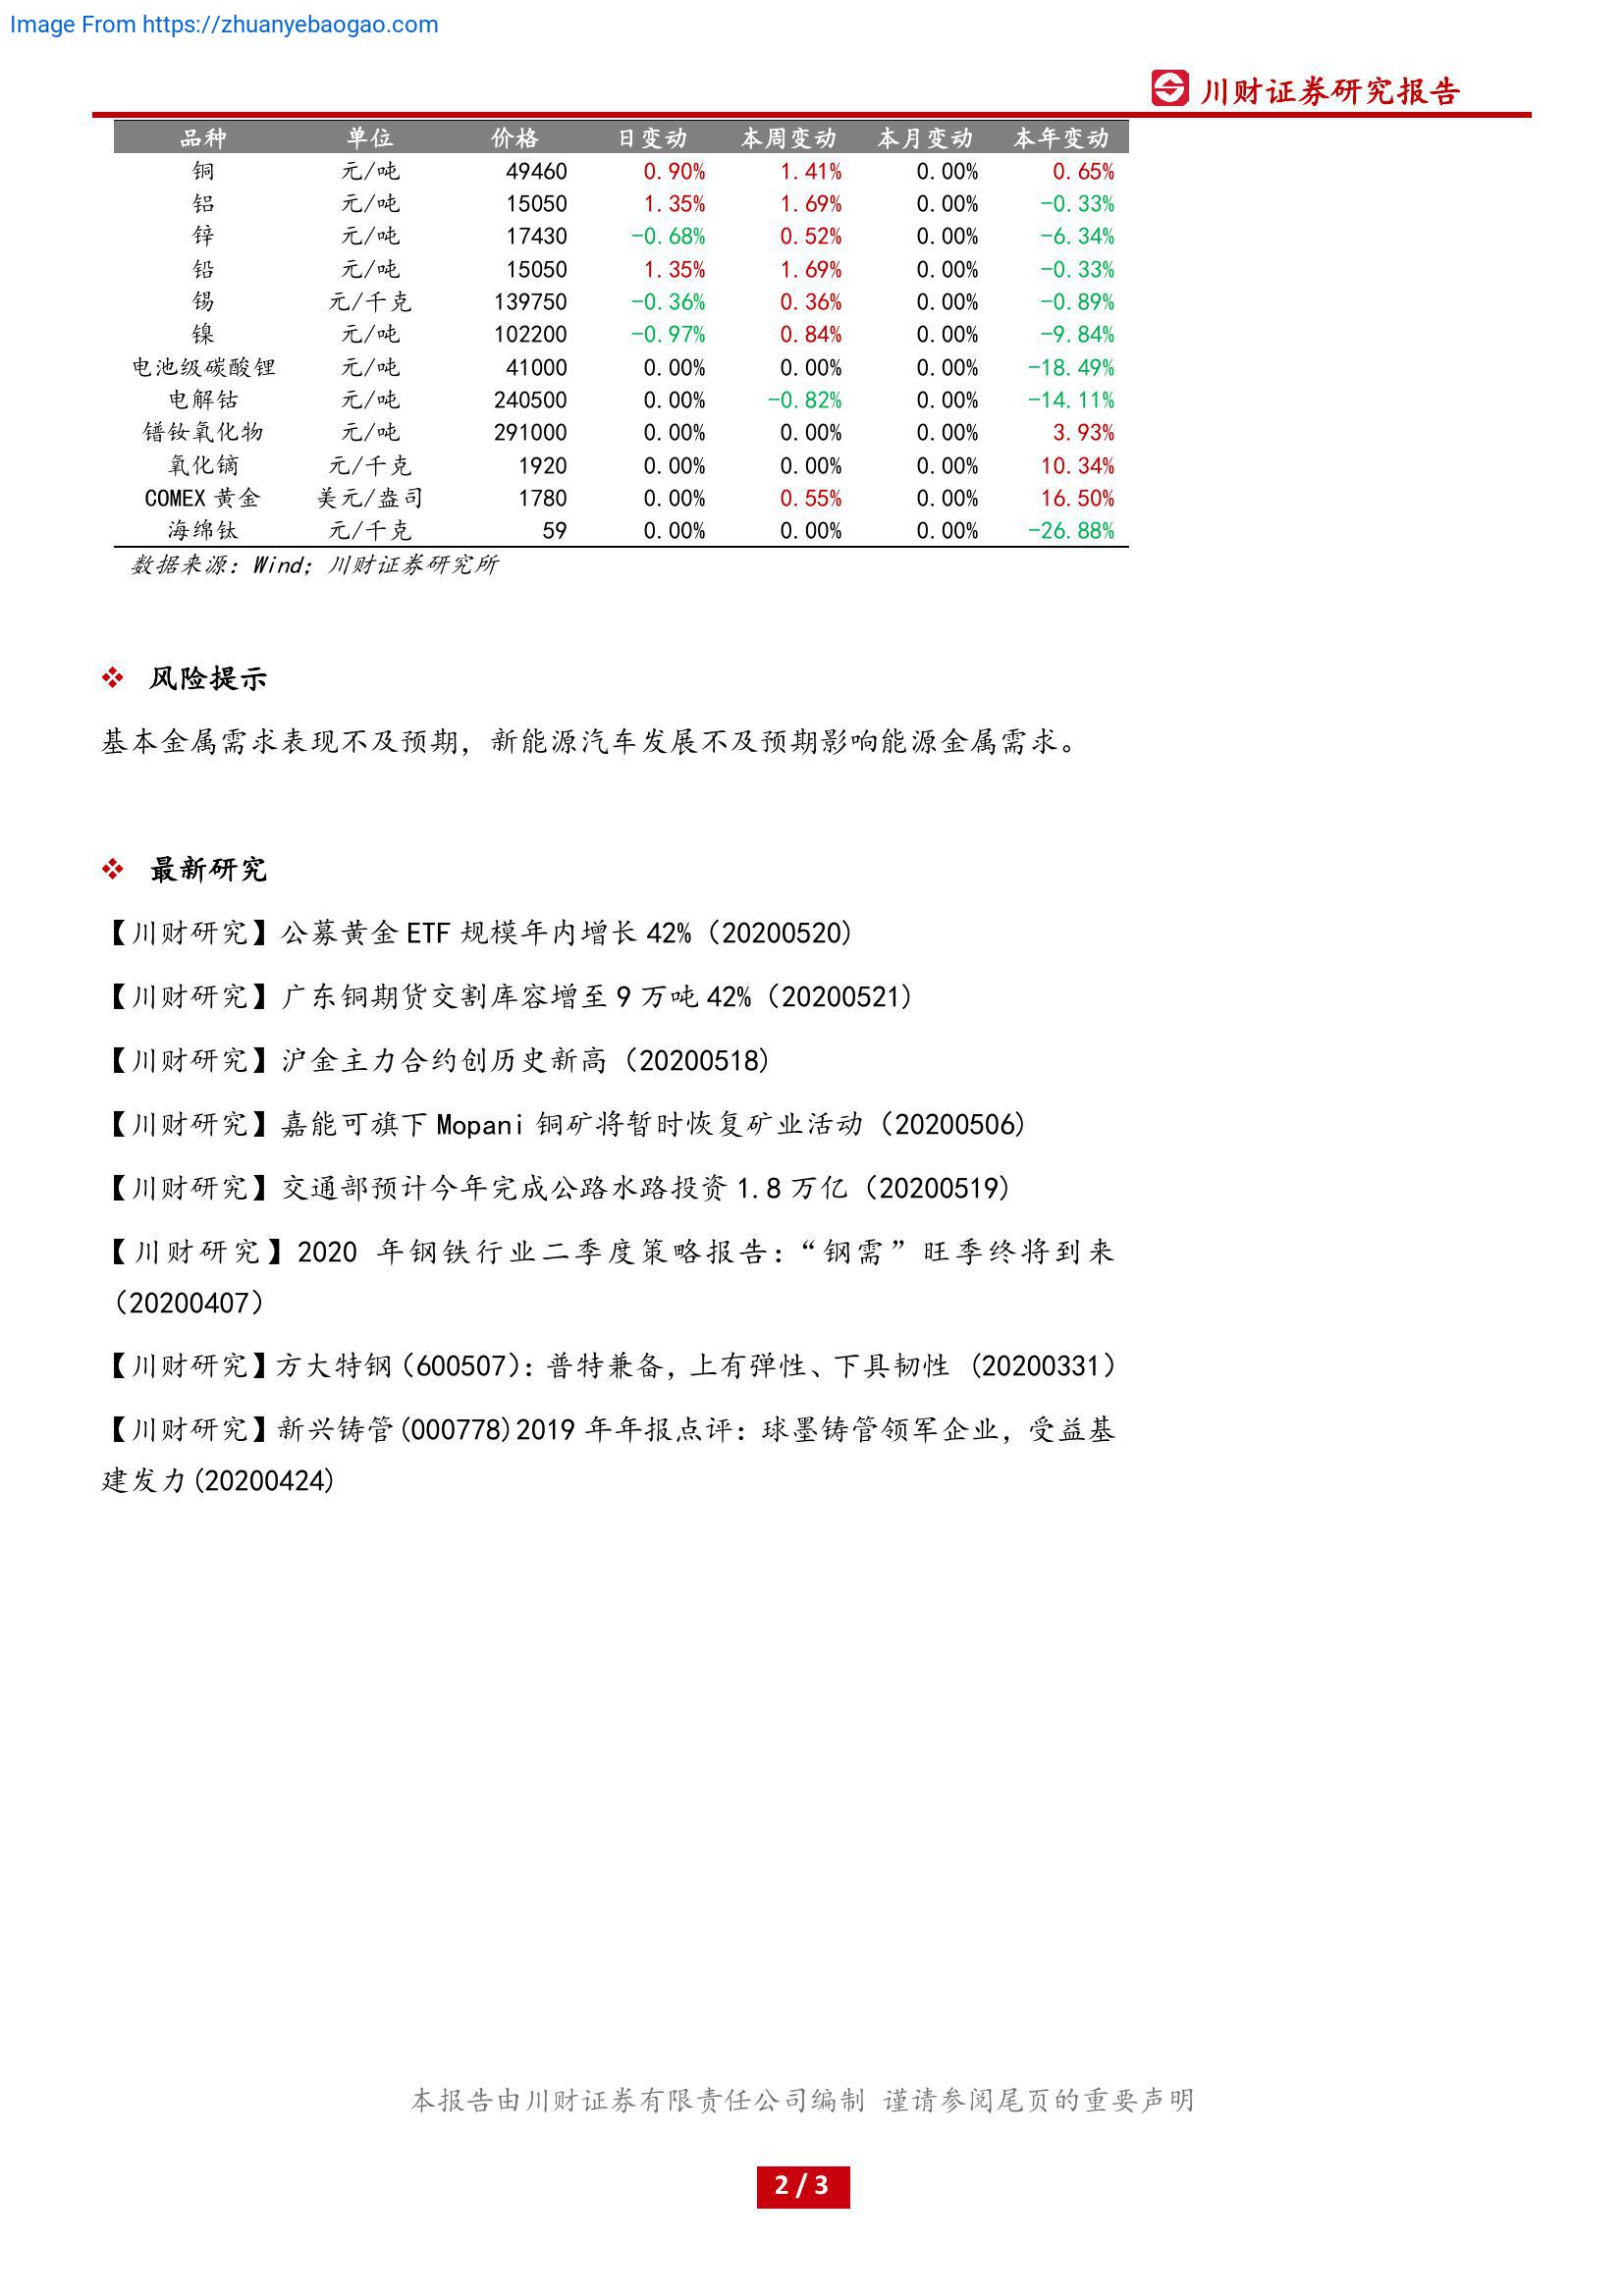 Image From https://zhuanyebaogao.com
川财证券研究报告
品种 单位 价格 日变动 本周变动 本月变动 本年变动
铜 元/吨 49460 0.90% 1.41% 0.00% 0.65%
铝 元/吨 15050 1.35% 1.69% 0.00% -0.33%
锌 元/吨 17430 -0.68% 0.52% 0.00% -6.34%
铅 元/吨 15050 1.35% 1.69% 0.00% -0.33%
锡 元/千克 139750 -0.36% 0.36% 0.00% -0.89%
镍 元/吨 102200 -0.97% 0.84% 0.00% -9.84%
电池级碳酸锂 元/吨 41000 0.00% 0.00% 0.00% -18.49%
电解钴 元/吨 240500 0.00% -0.82% 0.00% -14.11%
镨钕氧化物 元/吨 291000 0.00% 0.00% 0.00% 3.93%
氧化镝 元/千克 1920 0.00% 0.00% 0.00% 10.34%
COMEX 黄金 美元/盎司 1780 0.00% 0.55% 0.00% 16.50%
海绵钛 元/千克 59 0.00% 0.00% 0.00% -26.88%
数据来源：Wind；川财证券研究所
❖ 风险提示
基本金属需求表现不及预期，新能源汽车发展不及预期影响能源金属需求。
❖ 最新研究
【川财研究】公募黄金 ETF 规模年内增长 42%（20200520）
【川财研究】广东铜期货交割库容增至 9 万吨 42%（20200521）
【川财研究】沪金主力合约创历史新高（20200518）
【川财研究】嘉能可旗下 Mopani 铜矿将暂时恢复矿业活动（20200506）
【川财研究】交通部预计今年完成公路水路投资 1.8 万亿（20200519）
【川财研究】2020 年钢铁行业二季度策略报告：“钢需”旺季终将到来
（20200407）
【川财研究】方大特钢（600507）：普特兼备，上有弹性、下具韧性 （20200331）
【川财研究】新兴铸管(000778)2019 年年报点评：球墨铸管领军企业，受益基
建发力(20200424)
本报告由川财证券有限责任公司编制 谨请参阅尾页的重要声明
2 / 3